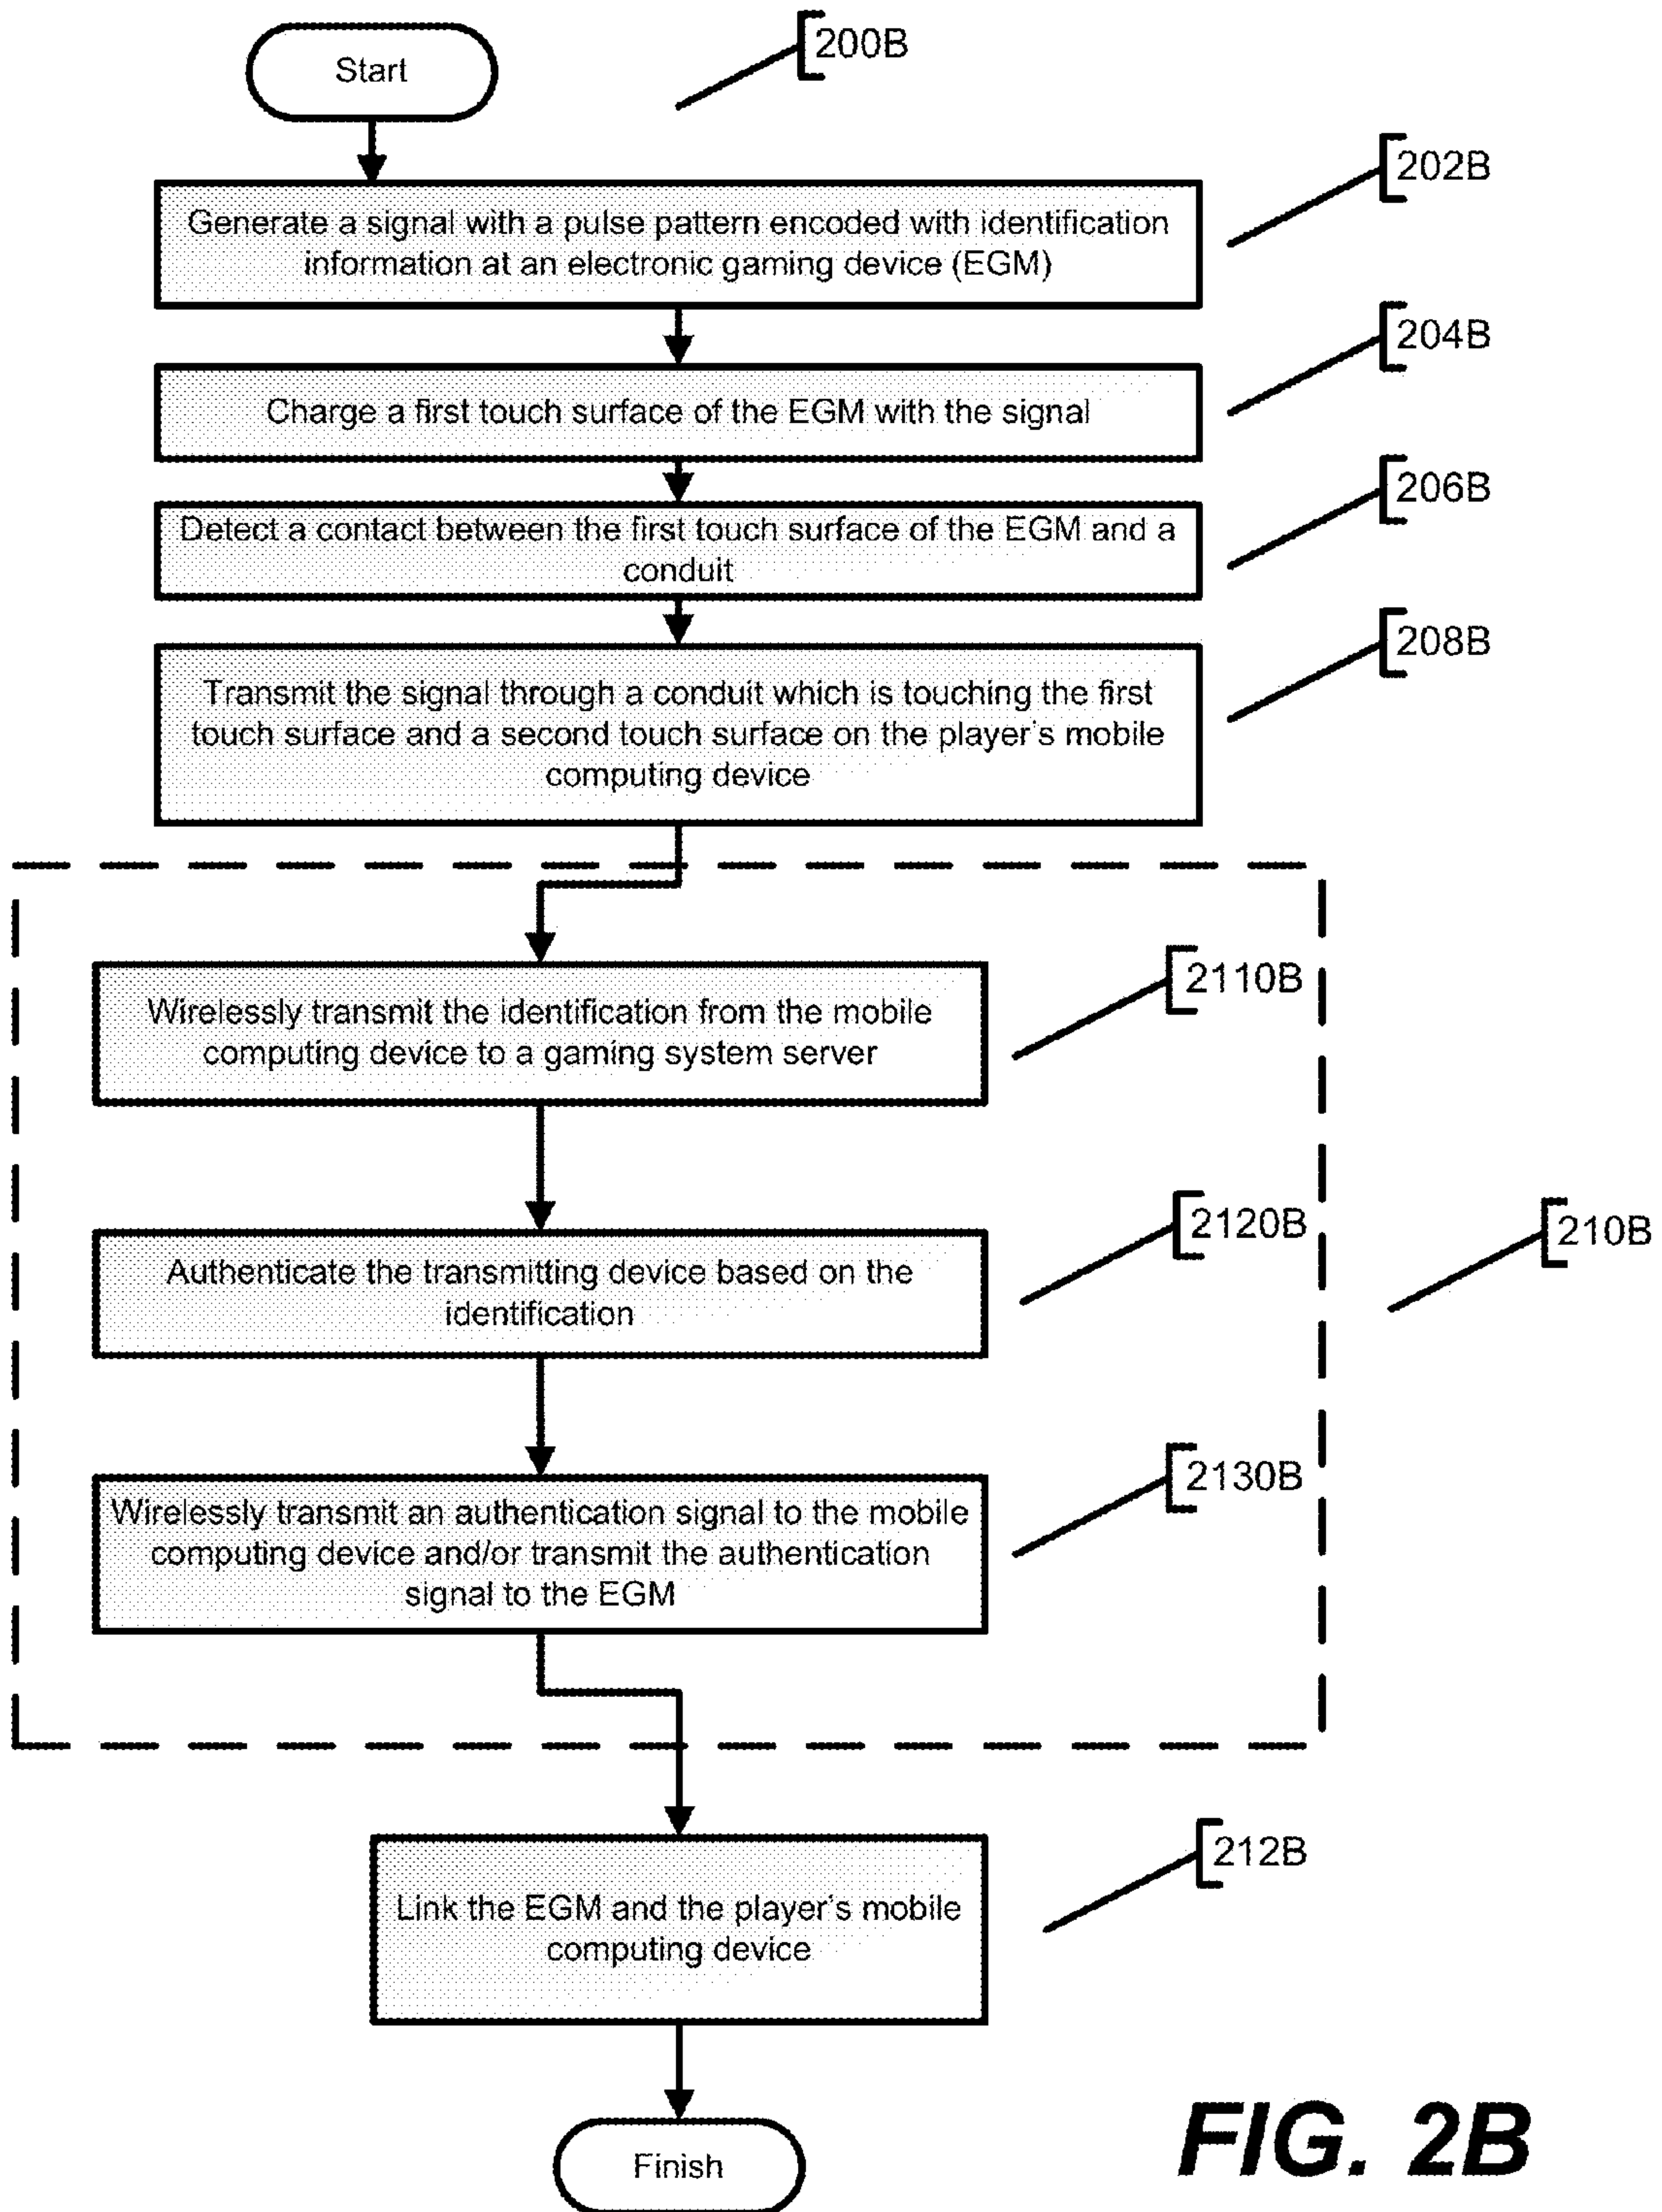 Start
200B
202B
Generate a signal with a pulse pattern encoded with identification
information at an electronic gaming device (EGM)
204B
Charge a first touch surface of the EGM with the signal
206B
Detect a contact between the first touch surface of the EGM and a
conduit
208B
Transmit the signal through a conduit which is touching the first
touch surface and a second touch surface on the player's mobile
computing device
2110B
Wirelessly transmit the identification from the mobile
computing device to a gaming system server
2120B
210B
Authenticate the transmitting device based on the
identification
2130B
Wirelessly transmit an authentication signal to the mobile
computing device and/or transmit the authentication
signal to the EGM
212B
Link the EGM and the player's mobile
computing device
Finish
FIG. 2B